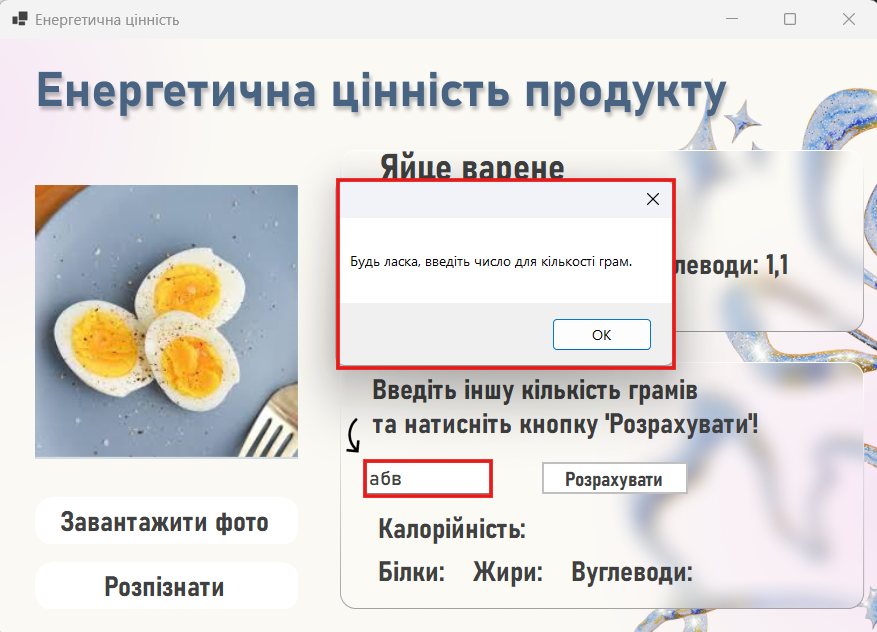 Енергетична цінність
Енергетична цінність продукту
Яйце варене
леводи: 1,1
Будь ласка, введіть число для кількості грам.
OK
Введіть іншу кількість грамів
та натисніть кнопку 'Розрахувати'!
абв
Розрахувати
Калорійність:
Білки: Жири: Вуглеводи:
Завантажити фото
Розпізнати